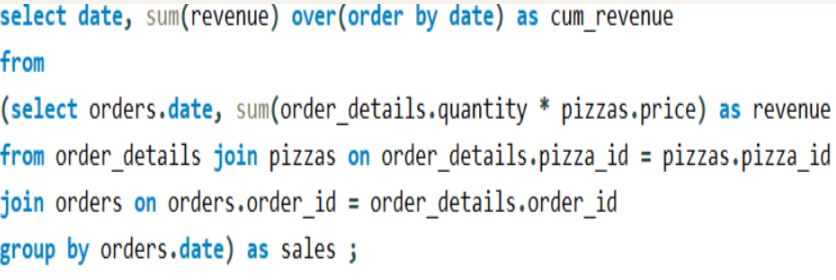 select date, sum(revenue) over(order by date) as cum_revenue
from
(select orders.date, sum(order_details.quantity * pizzas.price) as revenue
from order_details join pizzas on order_details.pizza_id = pizzas.pizza_id
join orders on orders.order_id = order_details.order_id
group by orders.date) as sales ;